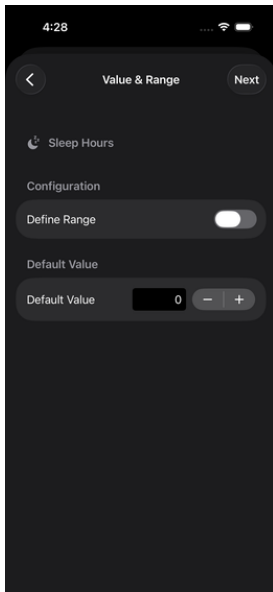 4:28
Value & Range
Next
Sleep Hours
Configuration
Define Range
Default Value
Default Value 0 − +